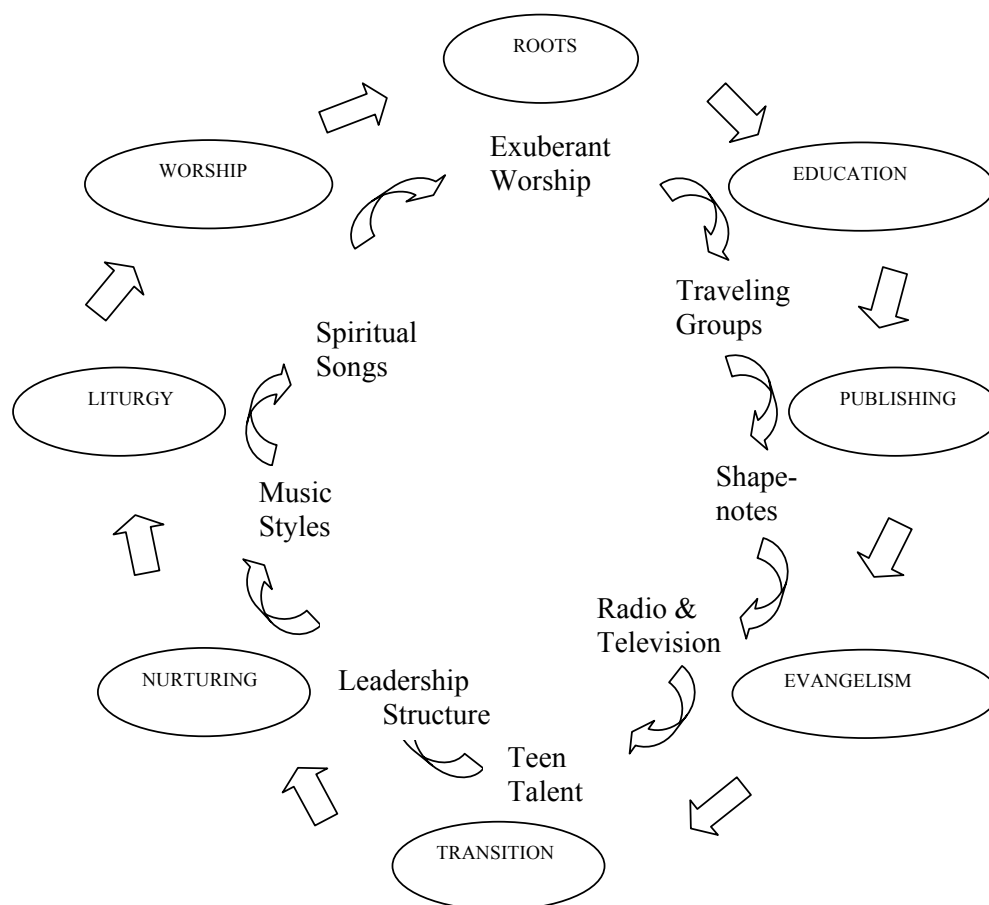 ROOTS
Exuberant
Worship
WORSHIP
EDUCATION
Traveling
Groups
Spiritual
Songs
LITURGY
PUBLISHING
Shape-
notes
Music
Styles
Radio &
Television
NURTURING
Leadership
Structure
EVANGELISM
Teen
Talent
TRANSITION